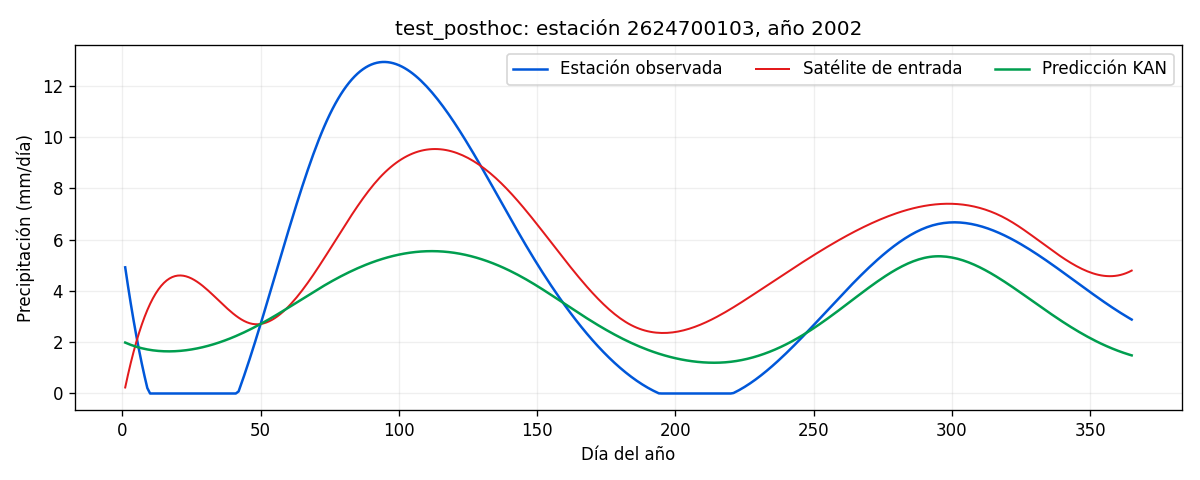 test_posthoc: estación 2624700103, año 2002
Estación observada Satélite de entrada Predicción KAN
Precipitación (mm/día)
12
10
8
6
4
2
0
0 50 100 150 200 250 300 350
Día del año